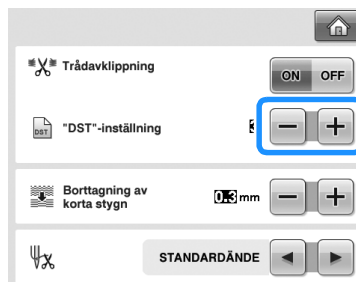 Trådavklippning
ON OFF
DST
"DST"-inställning
Borttagning av
korta stygn
0.3 mm
STANDARDÄNDE